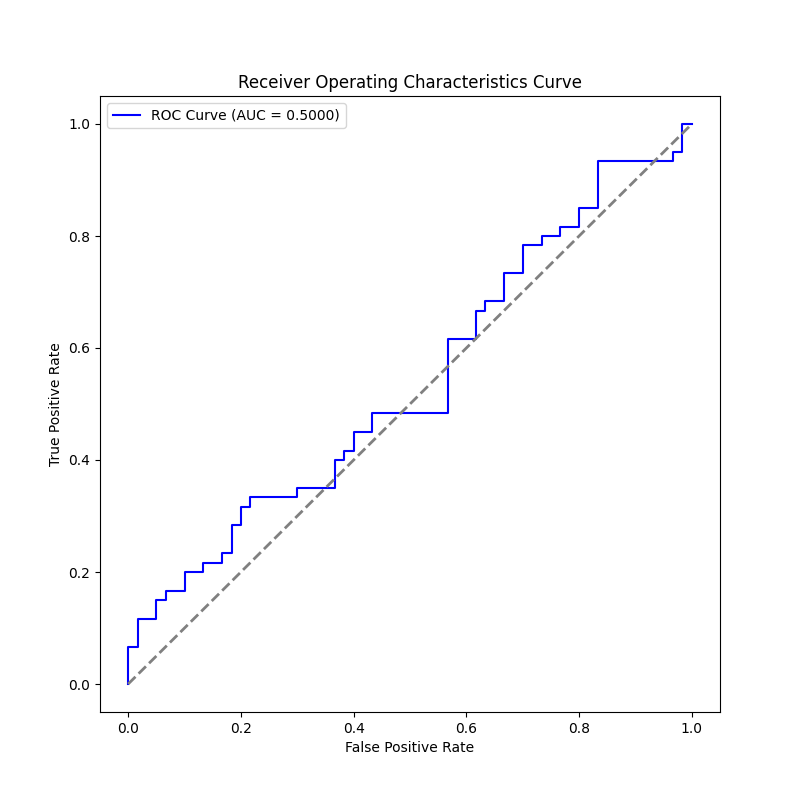 Receiver Operating Characteristics Curve
ROC Curve (AUC = 0.5000)
1.0
0.8
0.6
0.4
0.2
0.0
True Positive Rate
0.0 0.2 0.4 0.6 0.8 1.0
False Positive Rate